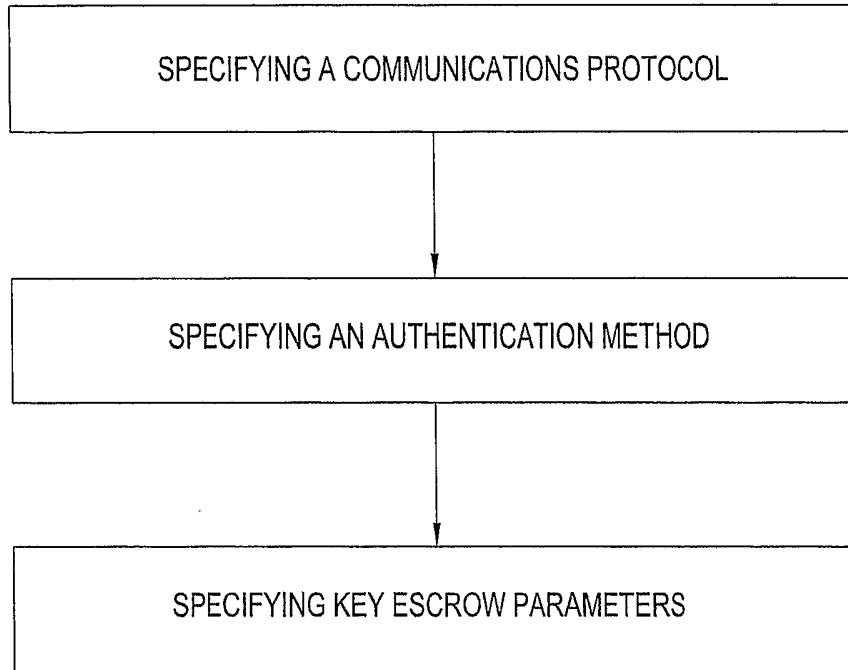 SPECIFYING A COMMUNICATIONS PROTOCOL
SPECIFYING AN AUTHENTICATION METHOD
SPECIFYING KEY ESCROW PARAMETERS